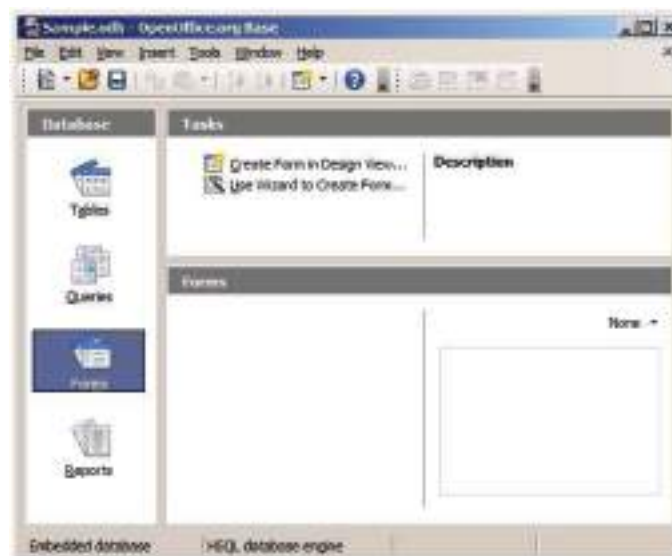 Sample.odb - OpenOffice.org Base
File Edit View Insert Tools Window Help
Database
Tasks
Tables
Queries
Forms
Reports
Create Form in Design View...
Use Wizard to Create Form...
Description
Forms
None
Embedded database
HSQL database engine